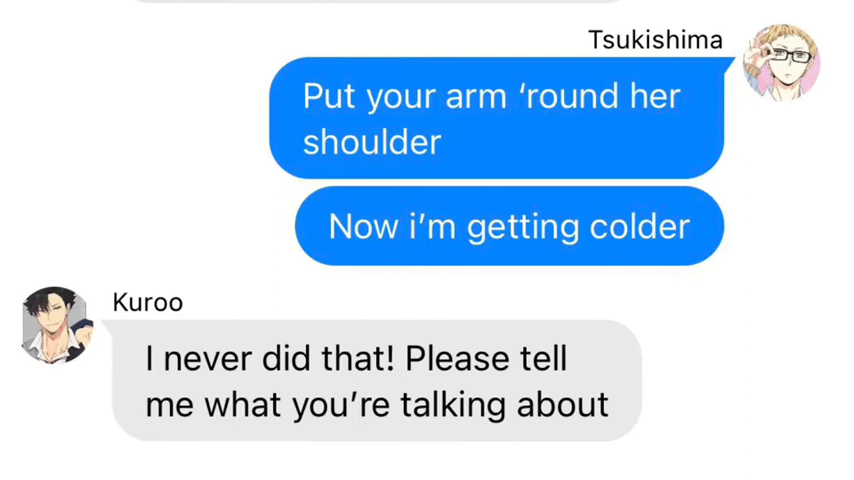 Tsukishima
Put your arm ‘round her
shoulder
Now i’m getting colder
Kuroo
I never did that! Please tell
me what you’re talking about